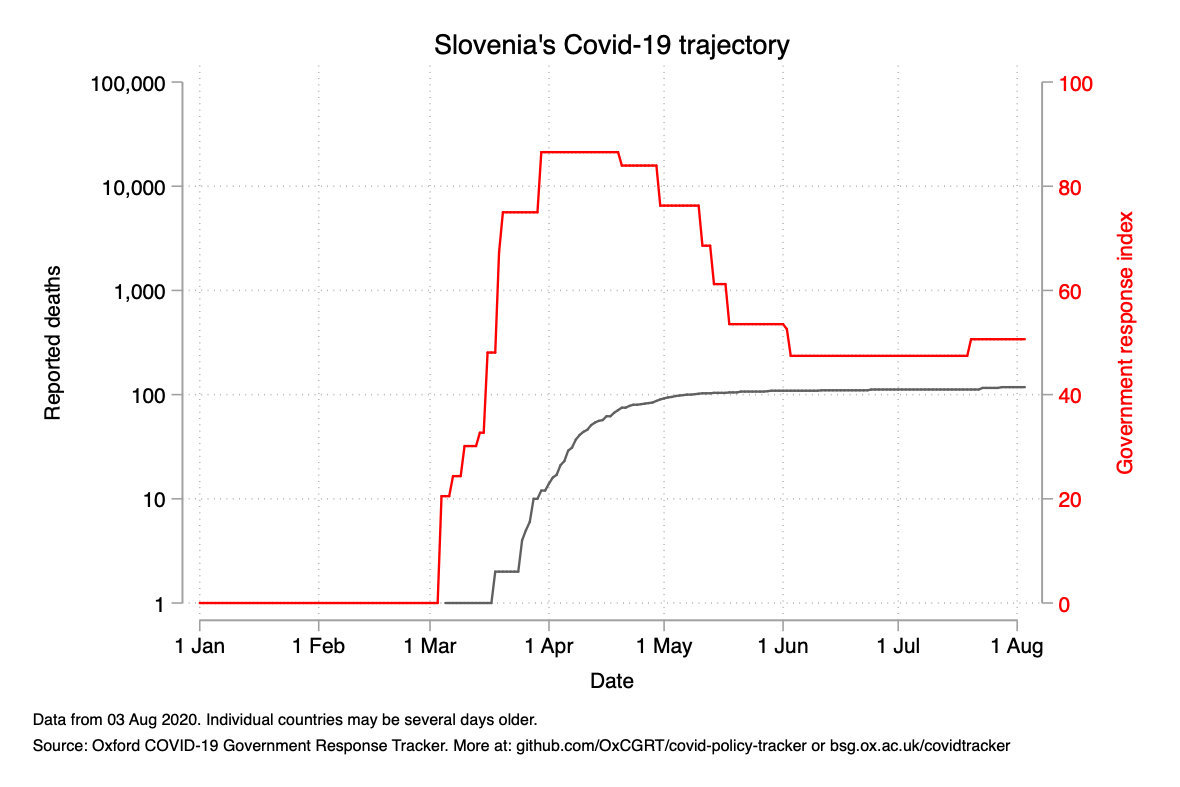 Slovenia's Covid-19 trajectory
100,000
10,000
1,000
100
10
1
Reported deaths
100
80
60
40
20
0
Government response index
1 Jan 1 Feb 1 Mar 1 Apr 1 May 1 Jun 1 Jul 1 Aug
Date
Data from 03 Aug 2020. Individual countries may be several days older.
Source: Oxford COVID-19 Government Response Tracker. More at: github.com/OxCGRT/covid-policy-tracker or bsg.ox.ac.uk/covidtracker